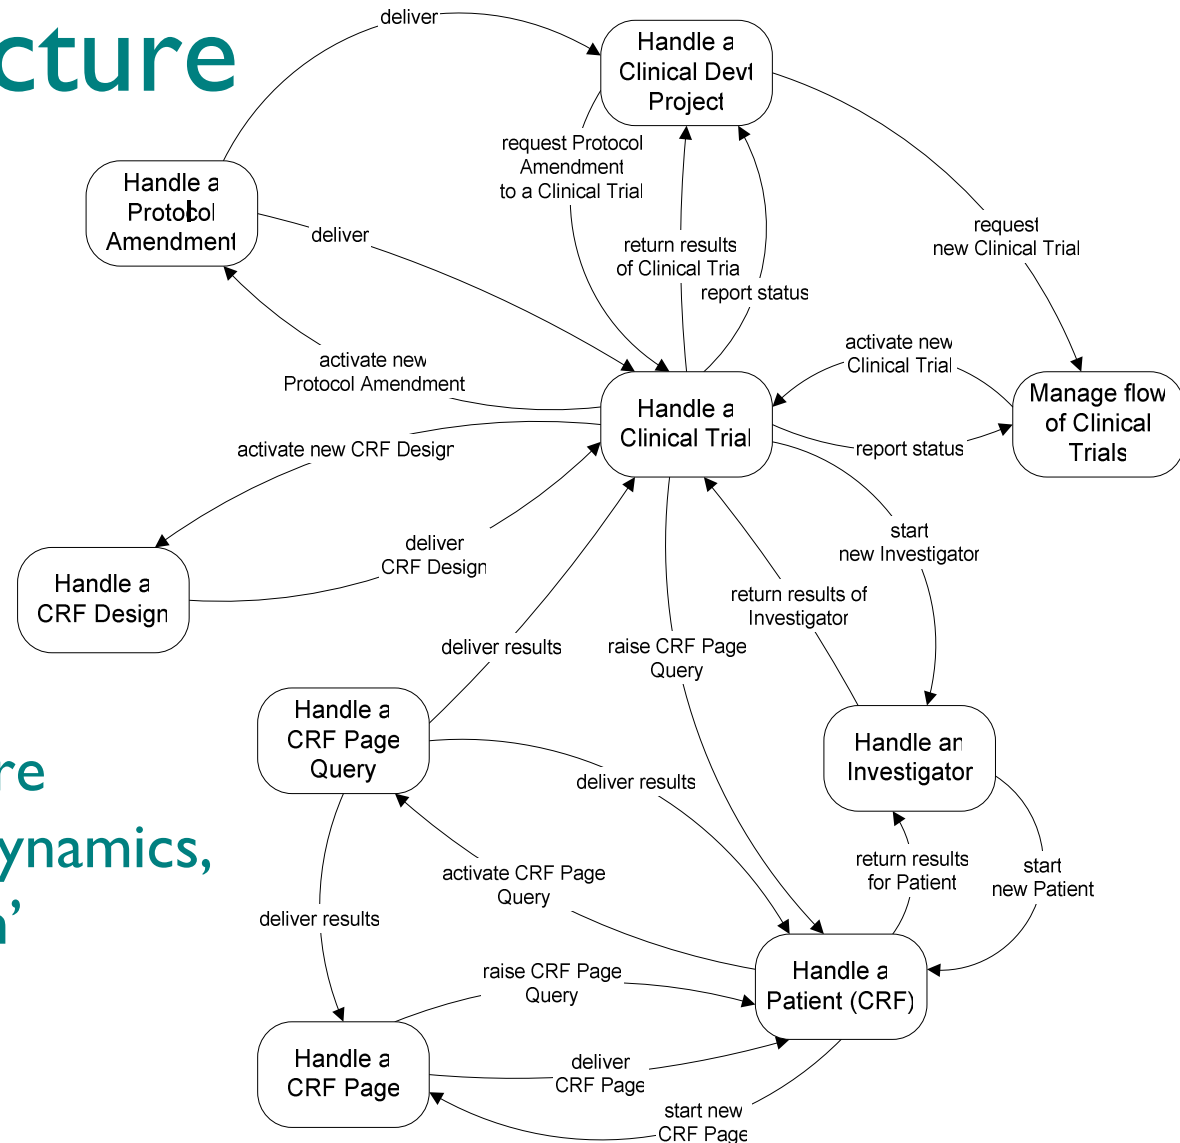 cture
deliver
Handle a
Clinical Devt
Project
request Protocol
Amendment
to a Clinical Trial
Handle a
Protocol
Amendment
deliver
return results
of Clinical Tria
report status
request
new Clinical Trial
activate new
Protocol Amendment
activate new
Clinical Trial
Handle a
Clinical Trial
Manage flow
of Clinical
Trials
activate new CRF Design
report status
deliver
CRF Design
start
new Investigator
Handle a
CRF Design
return results of
Investigator
deliver results
raise CRF Page
Query
Handle a
CRF Page
Query
Handle an
Investigator
re
deliver results
ynamics,
activate CRF Page
Query
return results
for Patient
start
new Patient
n’
deliver results
Handle a
Patient (CRF)
raise CRF Page
Query
Handle a
CRF Page
deliver
CRF Page
start new
CRF Page